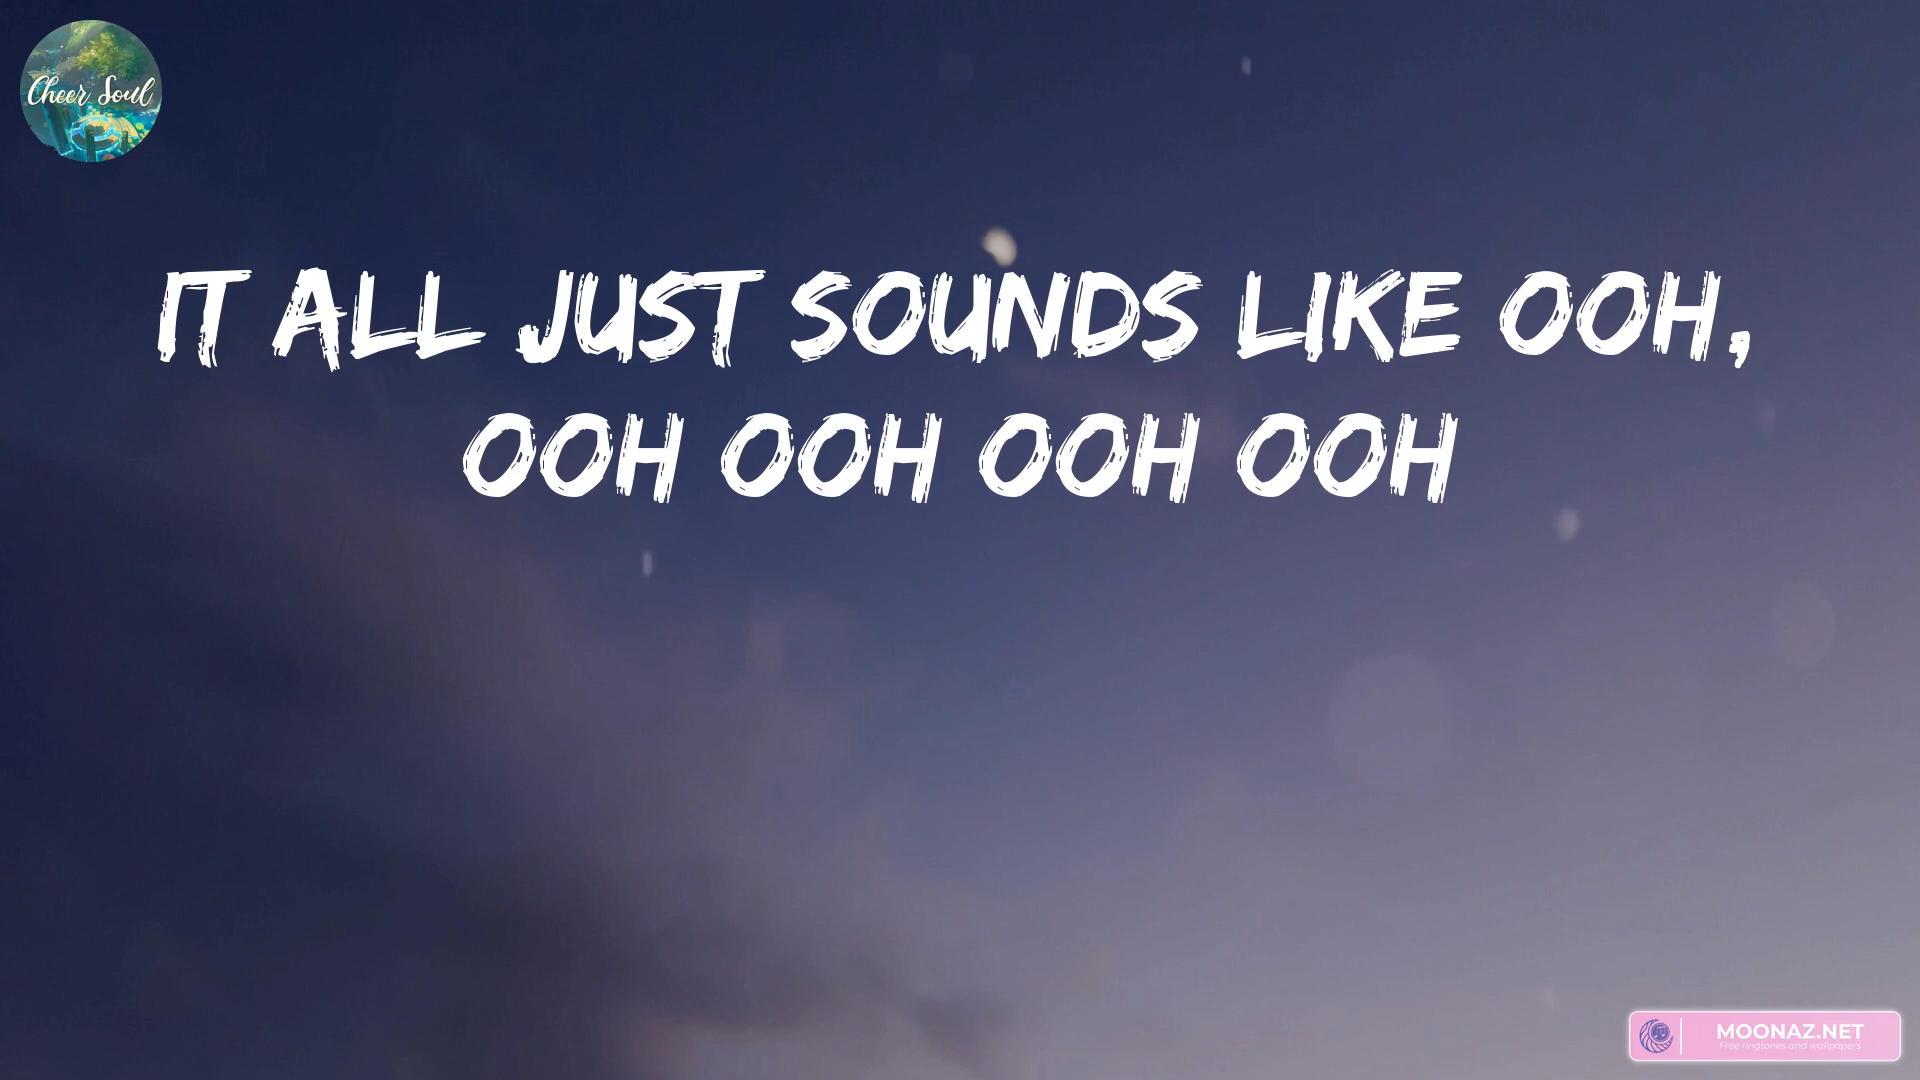 Cheer Soul
IT ALL JUST SOUNDS LIKE OOH,
OOH OOH OOH OOH
MOONAZ.NET
Free ringtones and wallpapers